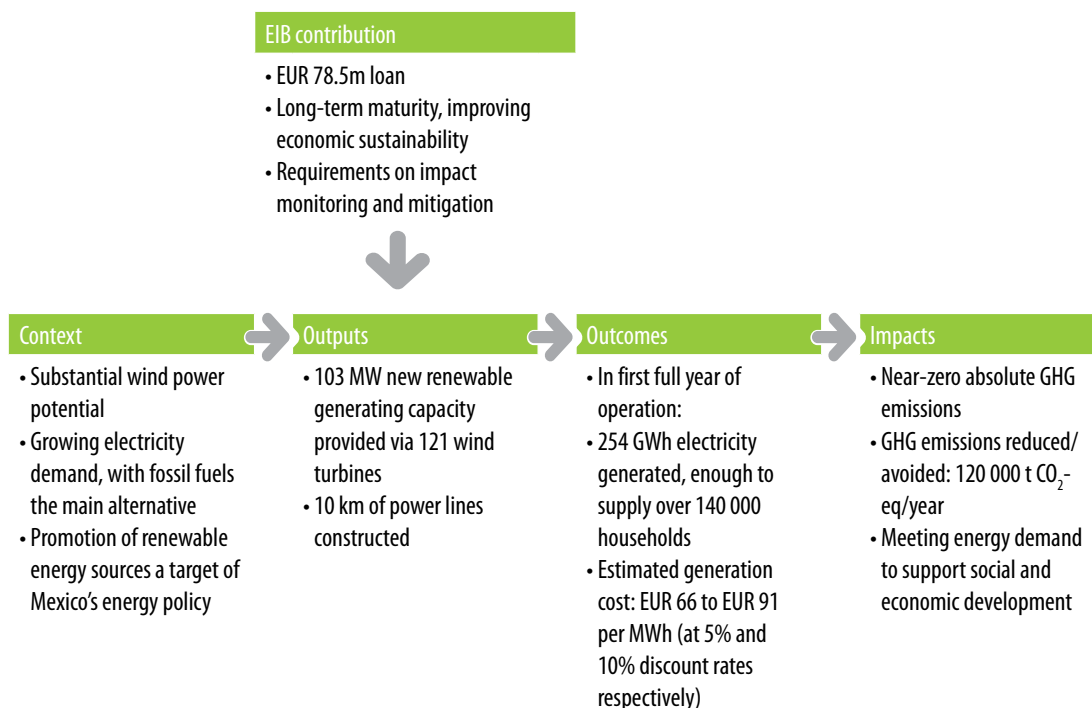 EIB contribution
• EUR 78.5m loan
• Long-term maturity, improving
economic sustainability
• Requirements on impact
monitoring and mitigation
Context
• Substantial wind power
potential
• Growing electricity
demand, with fossil fuels
the main alternative
• Promotion of renewable
energy sources a target of
Mexico's energy policy
Outputs
• 103 MW new renewable
generating capacity
provided via 121 wind
turbines
• 10 km of power lines
constructed
Outcomes
• In first full year of
operation:
• 254 GWh electricity
generated, enough to
supply over 140 000
households
• Estimated generation
cost: EUR 66 to EUR 91
per MWh (at 5% and
10% discount rates
respectively)
Impacts
• Near-zero absolute GHG
emissions
• GHG emissions reduced/
avoided: 120 000 t CO₂-
eq/year
• Meeting energy demand
to support social and
economic development